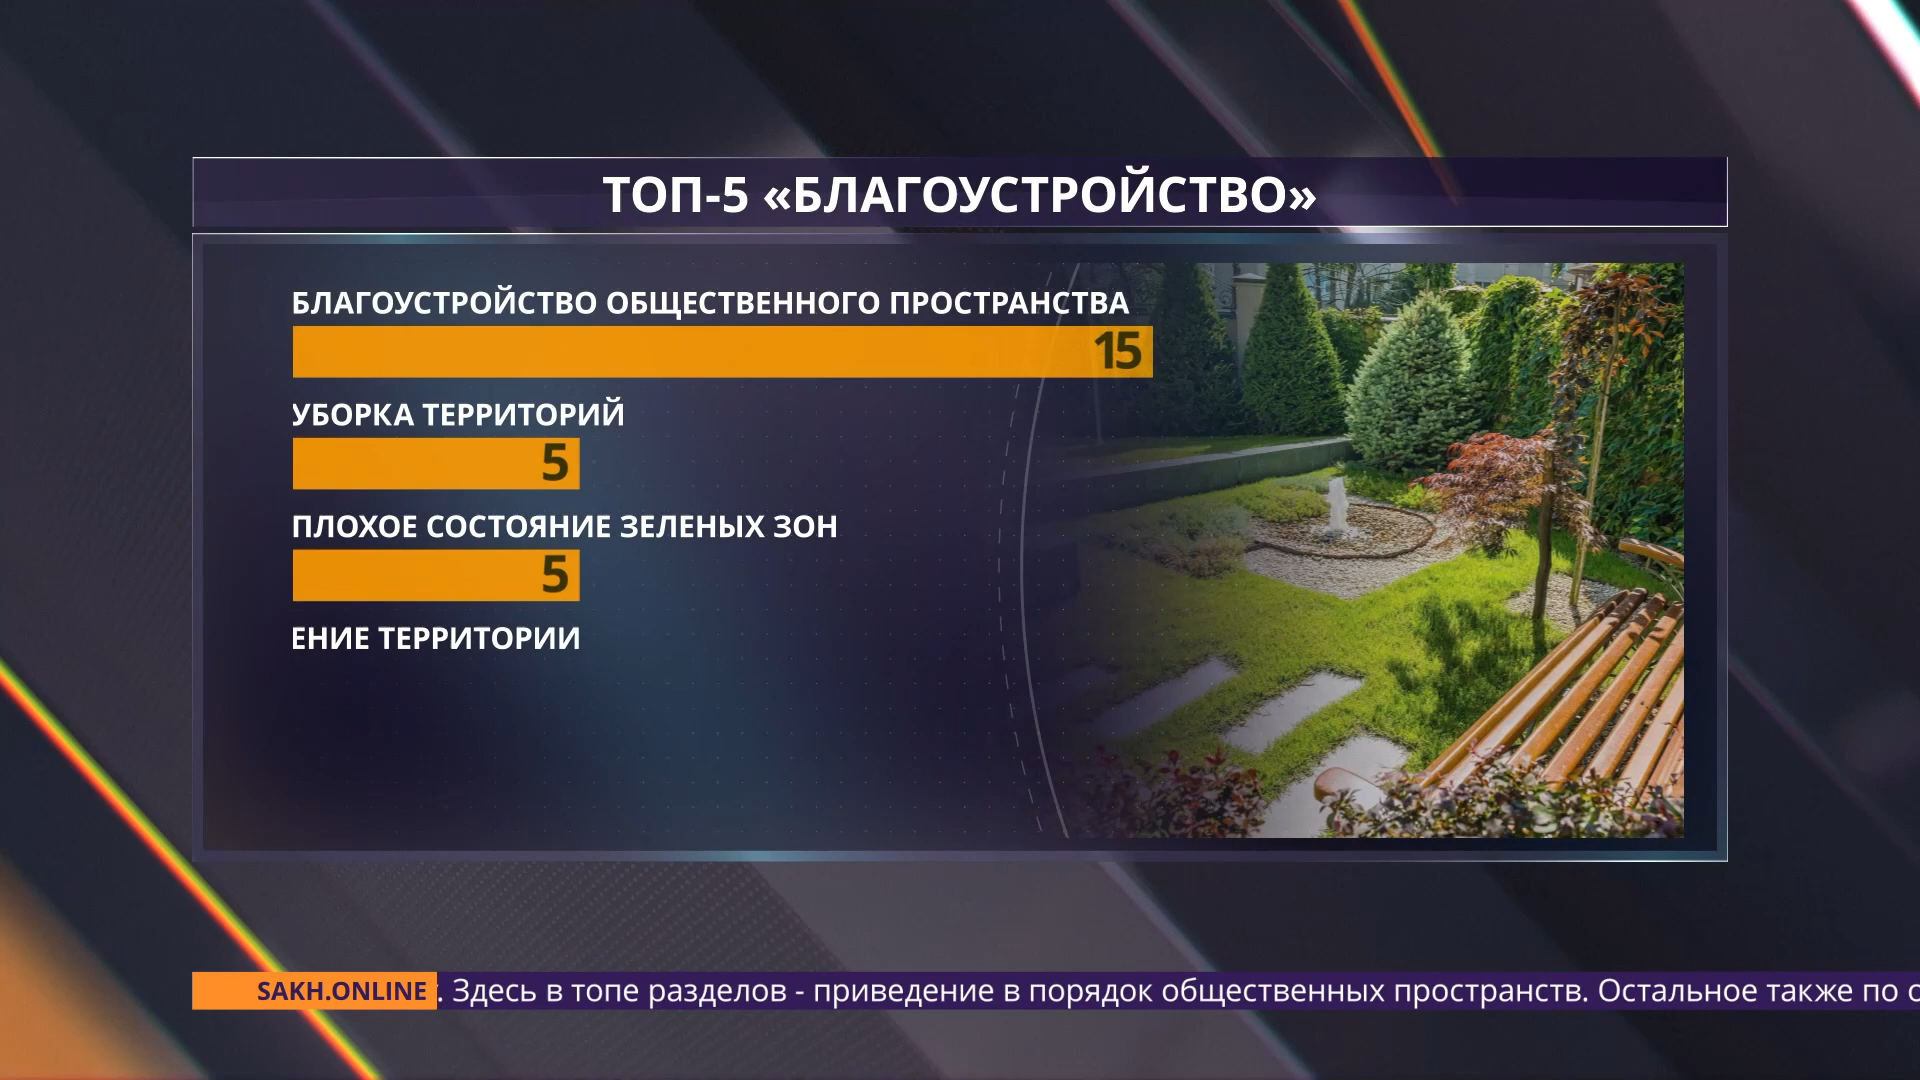 ТОП-5 «БЛАГОУСТРОЙСТВО»
БЛАГОУСТРОЙСТВО ОБЩЕСТВЕННОГО ПРОСТРАНСТВА
15
УБОРКА ТЕРРИТОРИЙ
5
ПЛОХОЕ СОСТОЯНИЕ ЗЕЛЕНЫХ ЗОН
5
ЕНИЕ ТЕРРИТОРИИ
SAKH.ONLINE . Здесь в топе разделов - приведение в порядок общественных пространств. Остальное также по о